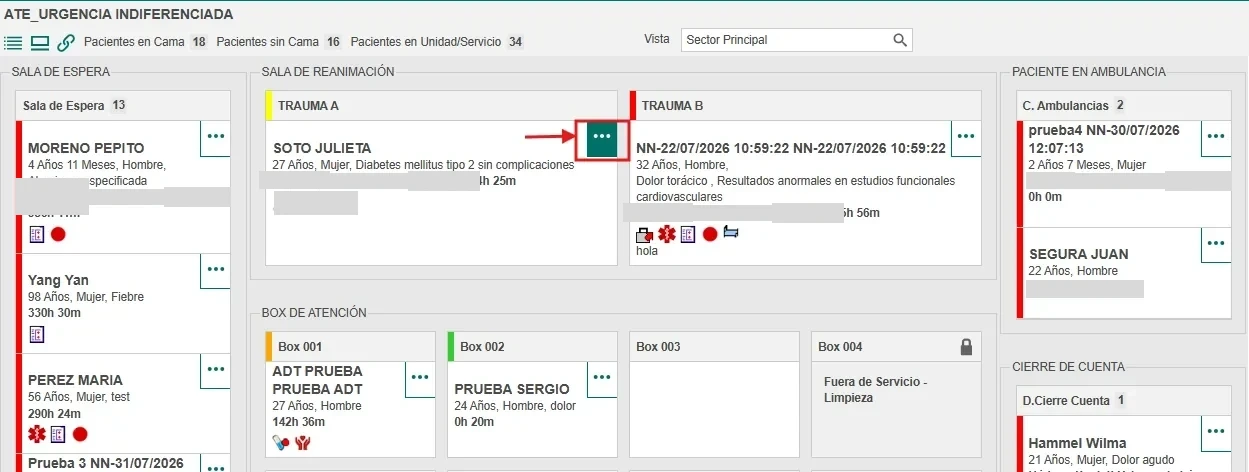 ATE_URGENCIA INDIFERENCIADA
Pacientes en Cama 18 Pacientes sin Cama 16 Pacientes en Unidad/Servicio 34
Vista Sector Principal
SALA DE ESPERA
Sala de Espera 13
MORENO PEPITO
4 Años 11 Meses, Hombre,
Yang Yan
98 Años, Mujer, Fiebre
330h 30m
PEREZ MARIA
56 Años, Mujer, test
290h 24m
Prueba 3 NN-31/07/2026
SALA DE REANIMACIÓN
TRAUMA A
SOTO JULIETA
27 Años, Mujer, Diabetes mellitus tipo 2 sin complicaciones
25m
TRAUMA B
NN-22/07/2026 10:59:22 NN-22/07/2026 10:59:22
32 Años, Hombre,
Dolor torácico , Resultados anormales en estudios funcionales
cardiovasculares
56m
hola
BOX DE ATENCIÓN
Box 001
ADT PRUEBA
PRUEBA ADT
27 Años, Hombre
142h 36m
Box 002
PRUEBA SERGIO
24 Años, Hombre, dolor
0h 20m
Box 003
Box 004
Fuera de Servicio -
Limpieza
PACIENTE EN AMBULANCIA
C. Ambulancias 2
prueba4 NN-30/07/2026
12:07:13
2 Años 7 Meses, Mujer
0h 0m
SEGURA JUAN
22 Años, Hombre
CIERRE DE CUENTA
D.Cierre Cuenta 1
Hammel Wilma
21 Años, Mujer, Dolor agudo